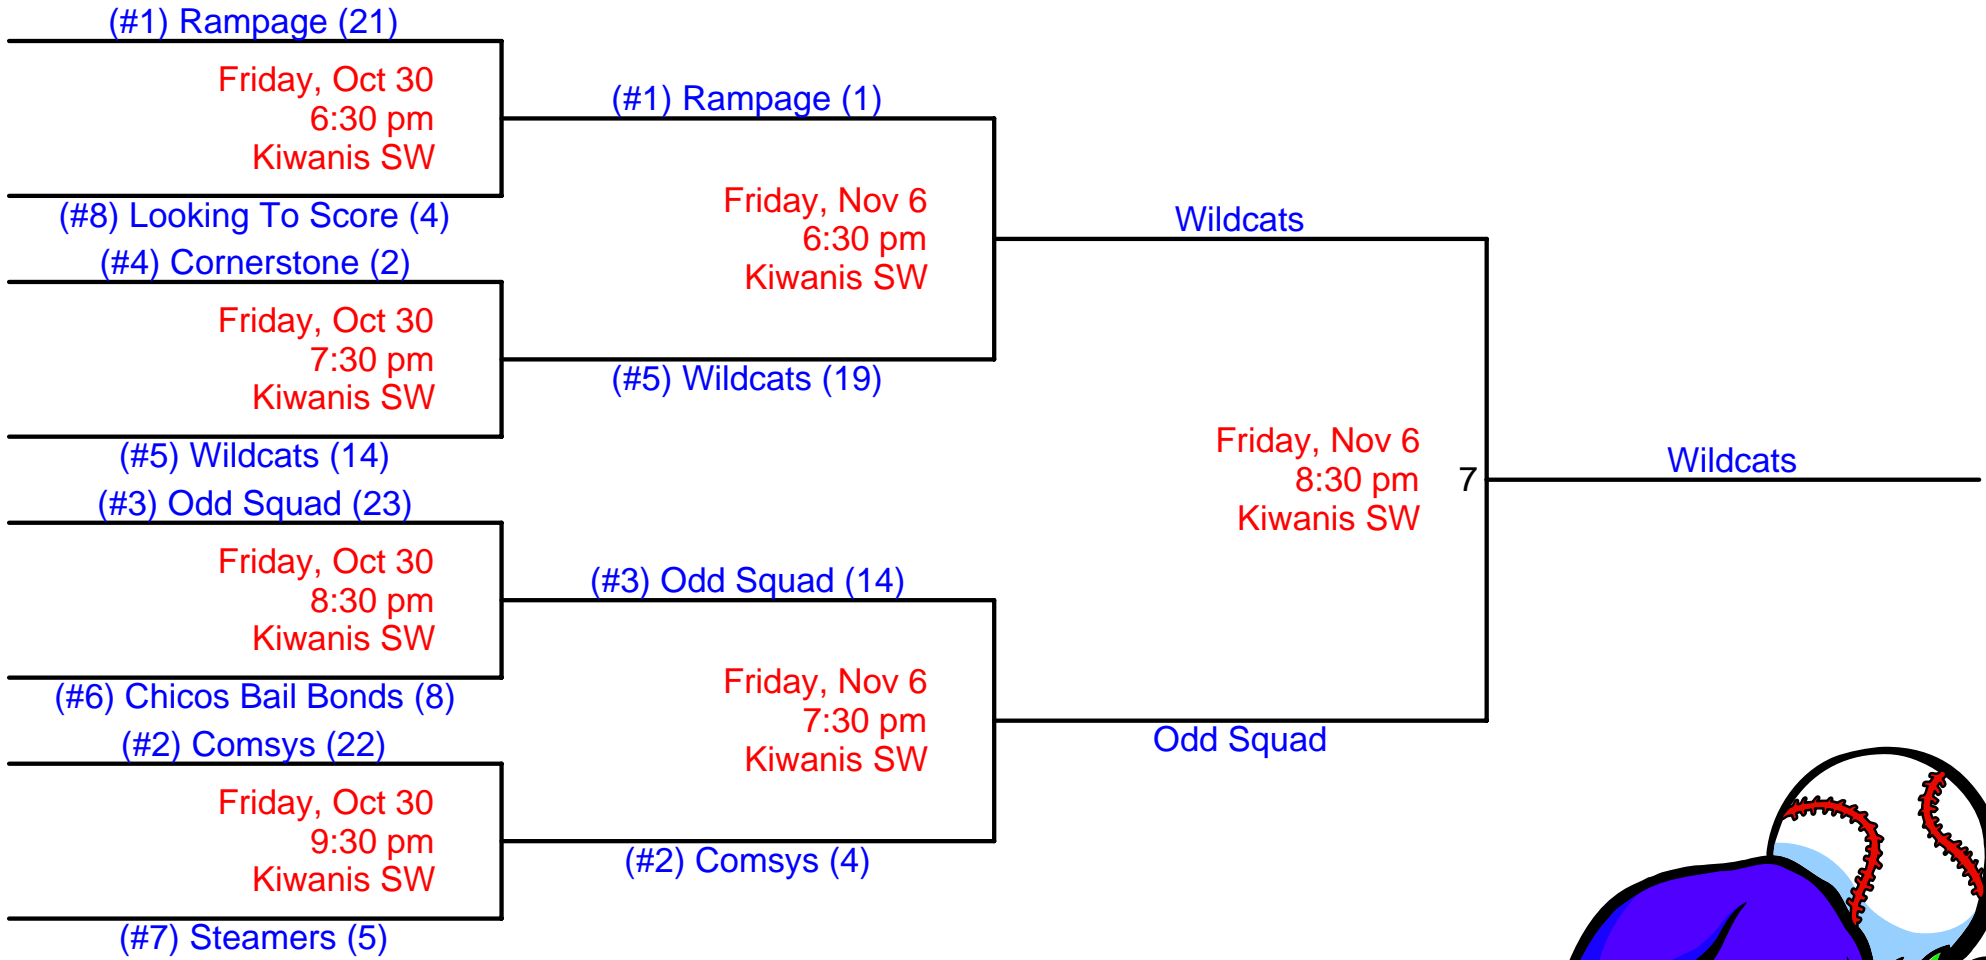 (#1) Rampage (21)
Friday, Oct 30
6:30 pm
Kiwanis SW
(#8) Looking To Score (4)
(#4) Cornerstone (2)
Friday, Oct 30
7:30 pm
Kiwanis SW
(#5) Wildcats (14)
(#3) Odd Squad (23)
Friday, Oct 30
8:30 pm
Kiwanis SW
(#6) Chicos Bail Bonds (8)
(#2) Comsys (22)
Friday, Oct 30
9:30 pm
Kiwanis SW
(#7) Steamers (5)
(#1) Rampage (1)
Friday, Nov 6
6:30 pm
Kiwanis SW
(#5) Wildcats (19)
(#3) Odd Squad (14)
Friday, Nov 6
7:30 pm
Kiwanis SW
(#2) Comsys (4)
Wildcats
Friday, Nov 6
8:30 pm 7
Kiwanis SW
Odd Squad
Wildcats